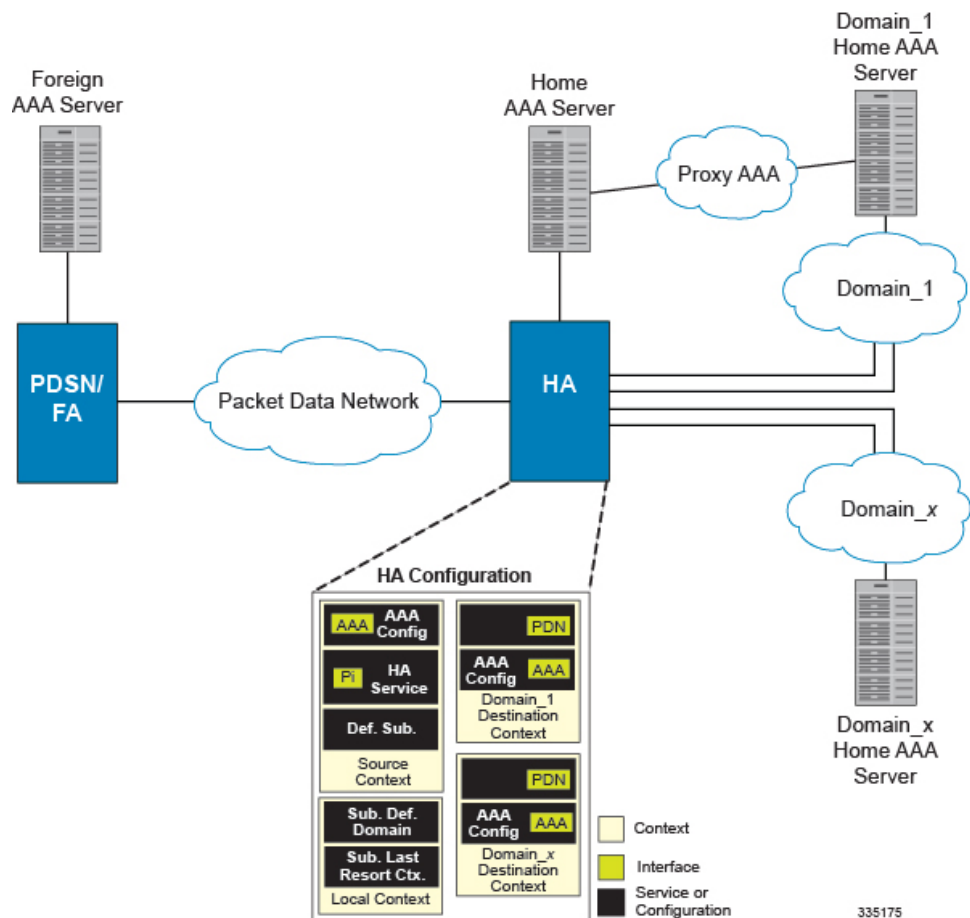 Foreign
AAA Server
Home
AAA Server
Domain_1
Home AAA
Server
Proxy AAA
Domain_1
PDSN/
FA
Packet Data Network
HA
Domain_x
Domain_x
Home AAA
Server
HA Configuration
AAA
AAA
Config
Pi
HA
Service
Def. Sub.
Source
Context
Sub. Def.
Domain
Sub. Last
Resort Ctx.
Local Context
PDN
AAA
Config
AAA
Domain_1
Destination
Context
PDN
AAA
Config
AAA
Domain_x
Destination
Context
Context
Interface
Service or
Configuration
335175